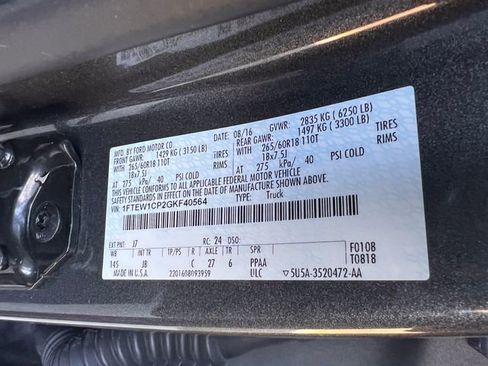 MFD. BY FORD MOTOR CO. 08/16 GVWR: 2835 KG ( 6250 LB)
FRONT GAWR: 1429 KG ( 3150 LB) REAR GAWR: 1497 KG ( 3300 LB)
265/60R18 110T TIRES 265/60R18 110T TIRES
18x7.5J RIMS 18x7.5J RIMS
AT 275 kPa/ 40 PSI COLD AT 275 kPa/ 40 PSI COLD
THIS VEHICLE CONFORMS TO ALL APPLICABLE FEDERAL MOTOR VEHICLE
SAFETY STANDARDS IN EFFECT ON THE DATE OF MANUFACTURE SHOWN ABOVE.
VIN: 1FTEW1CP2GKF40564 TYPE: Truck
EXT PNT: J7 RC: 24 DSO: F0108
WB BRK INT TR TP/PS R AXLE TR SPR T0818
145 JB C 27 6 PPAA
MADE IN U.S.A. 2201608093959 ULC 5U5A-3520472-AA